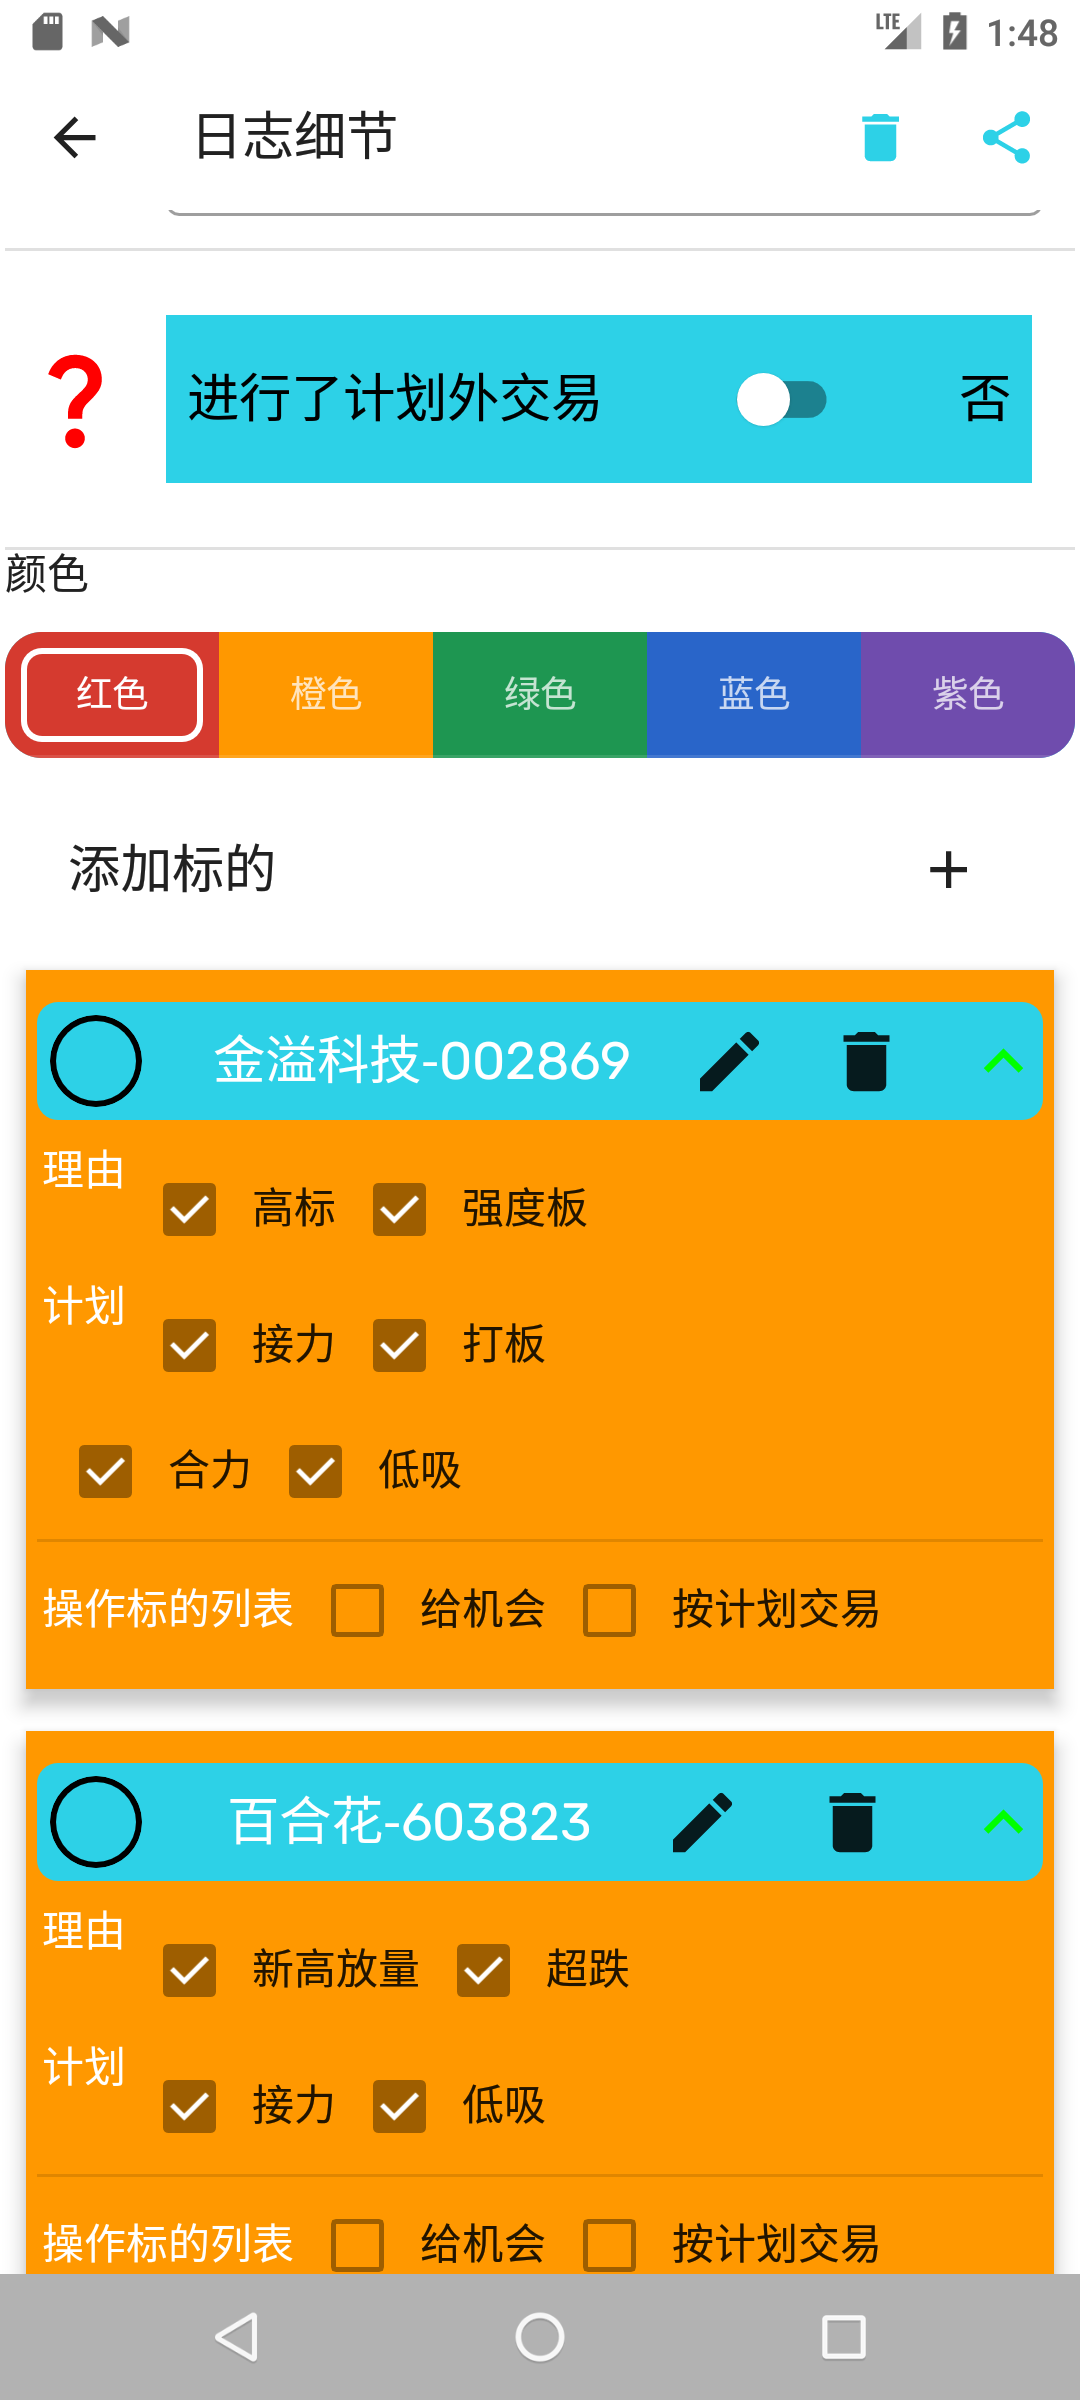 LTE 1:48
日志细节
? 进行了计划外交易 否
颜色
红色 橙色 绿色 蓝色 紫色
添加标的 +
金溢科技-002869
理由 高标 强度板
计划 接力 打板
合力 低吸
操作标的列表 给机会 按计划交易
百合花-603823
理由 新高放量 超跌
计划 接力 低吸
操作标的列表 给机会 按计划交易